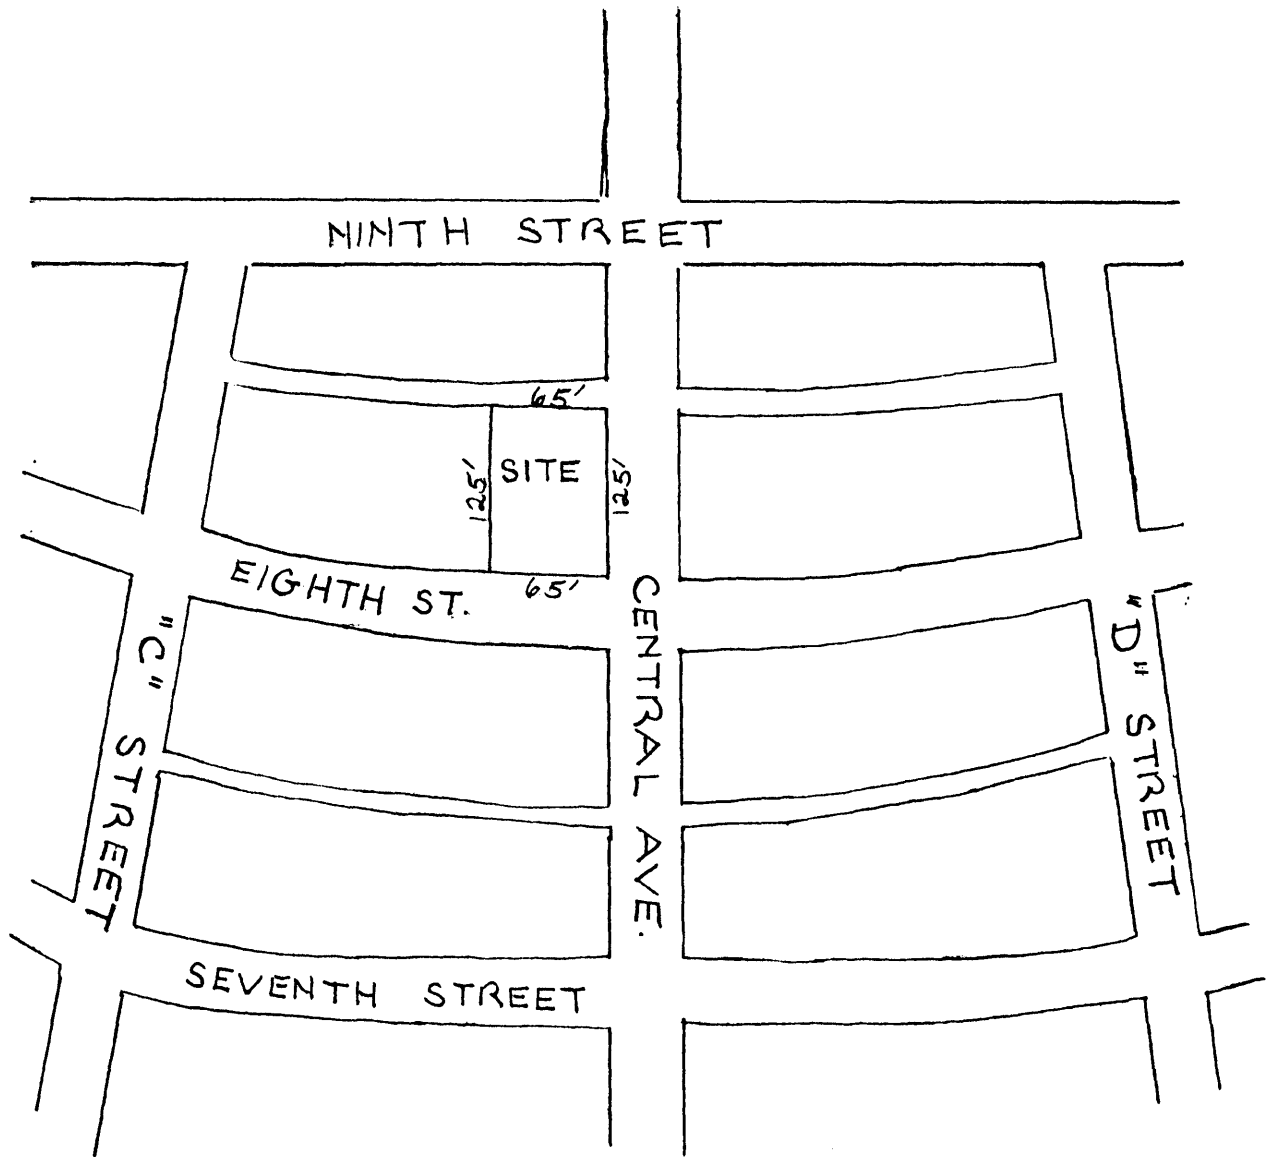 NINTH STREET
65'
SITE
125'
125'
65'
EIGHTH ST.
CENTRAL AVE.
"C" STREET
"D" STREET
SEVENTH STREET